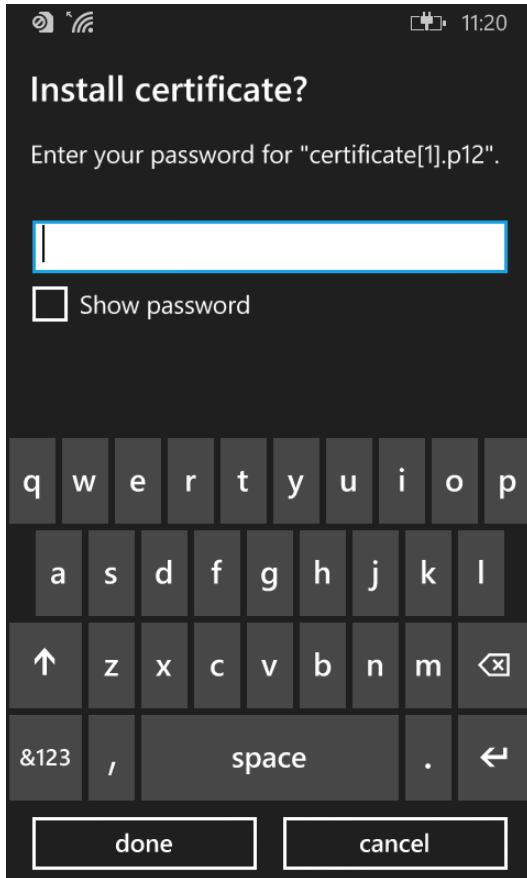 11:20
Install certificate?
Enter your password for "certificate[1].p12".
Show password
q w e r t y u i o p
a s d f g h j k l
z x c v b n m
&123 , space .
done cancel